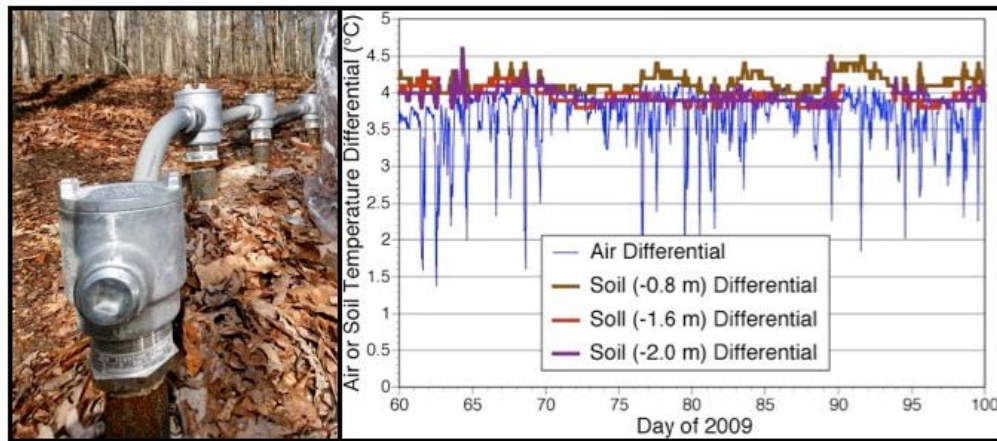 Air or Soil Temperature Differential (°C)
5
4.5
4
3.5
3
2.5
2
1.5
1
0.5
0
Air Differential
Soil (-0.8 m) Differential
Soll (-1.6 m) Differential
Soil (-2.0 m) Differential
60 65 70 75 80 85 90 95 100
Day of 2009